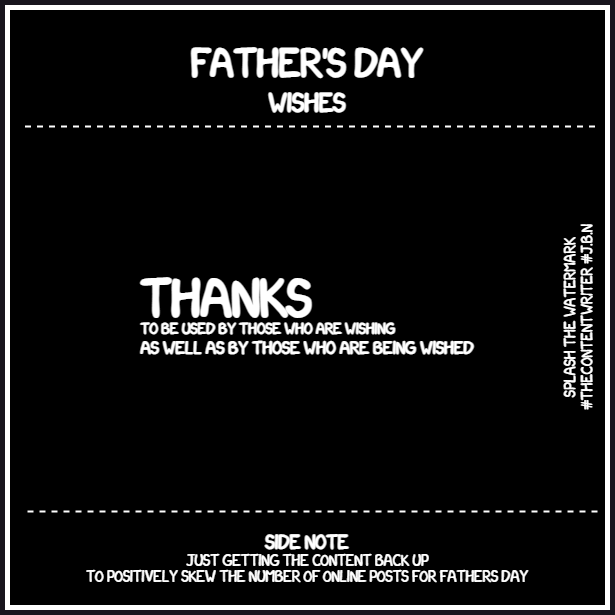 FATHER'S DAY
WISHES
THANKS
TO BE USED BY THOSE WHO ARE WISHING
AS WELL AS BY THOSE WHO ARE BEING WISHED
SPLASH THE WATERMARK
#THECONTENTWRITER #J.B.N
SIDE NOTE
JUST GETTING THE CONTENT BACK UP
TO POSITIVELY SKEW THE NUMBER OF ONLINE POSTS FOR FATHERS DAY